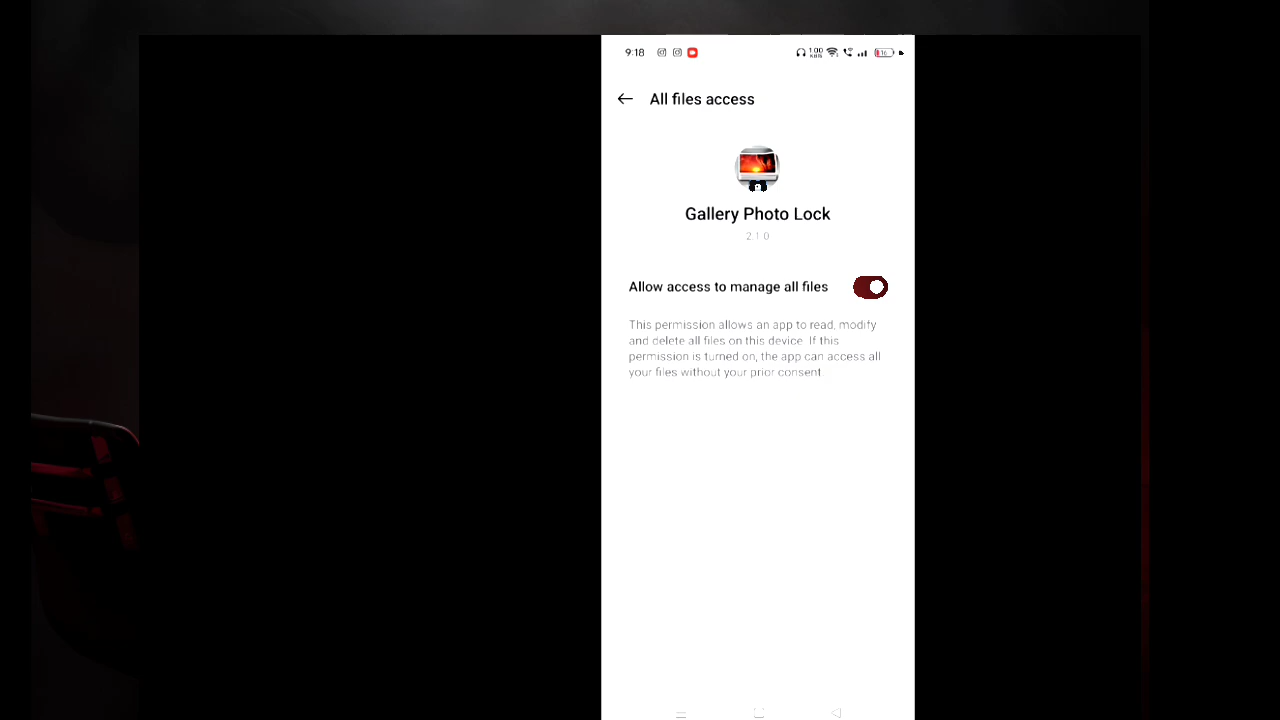 9:18
All files access
Gallery Photo Lock
2.1.0
Allow access to manage all files
This permission allows an app to read, modify
and delete all files on this device. If this
permission is turned on, the app can access all
your files without your prior consent.